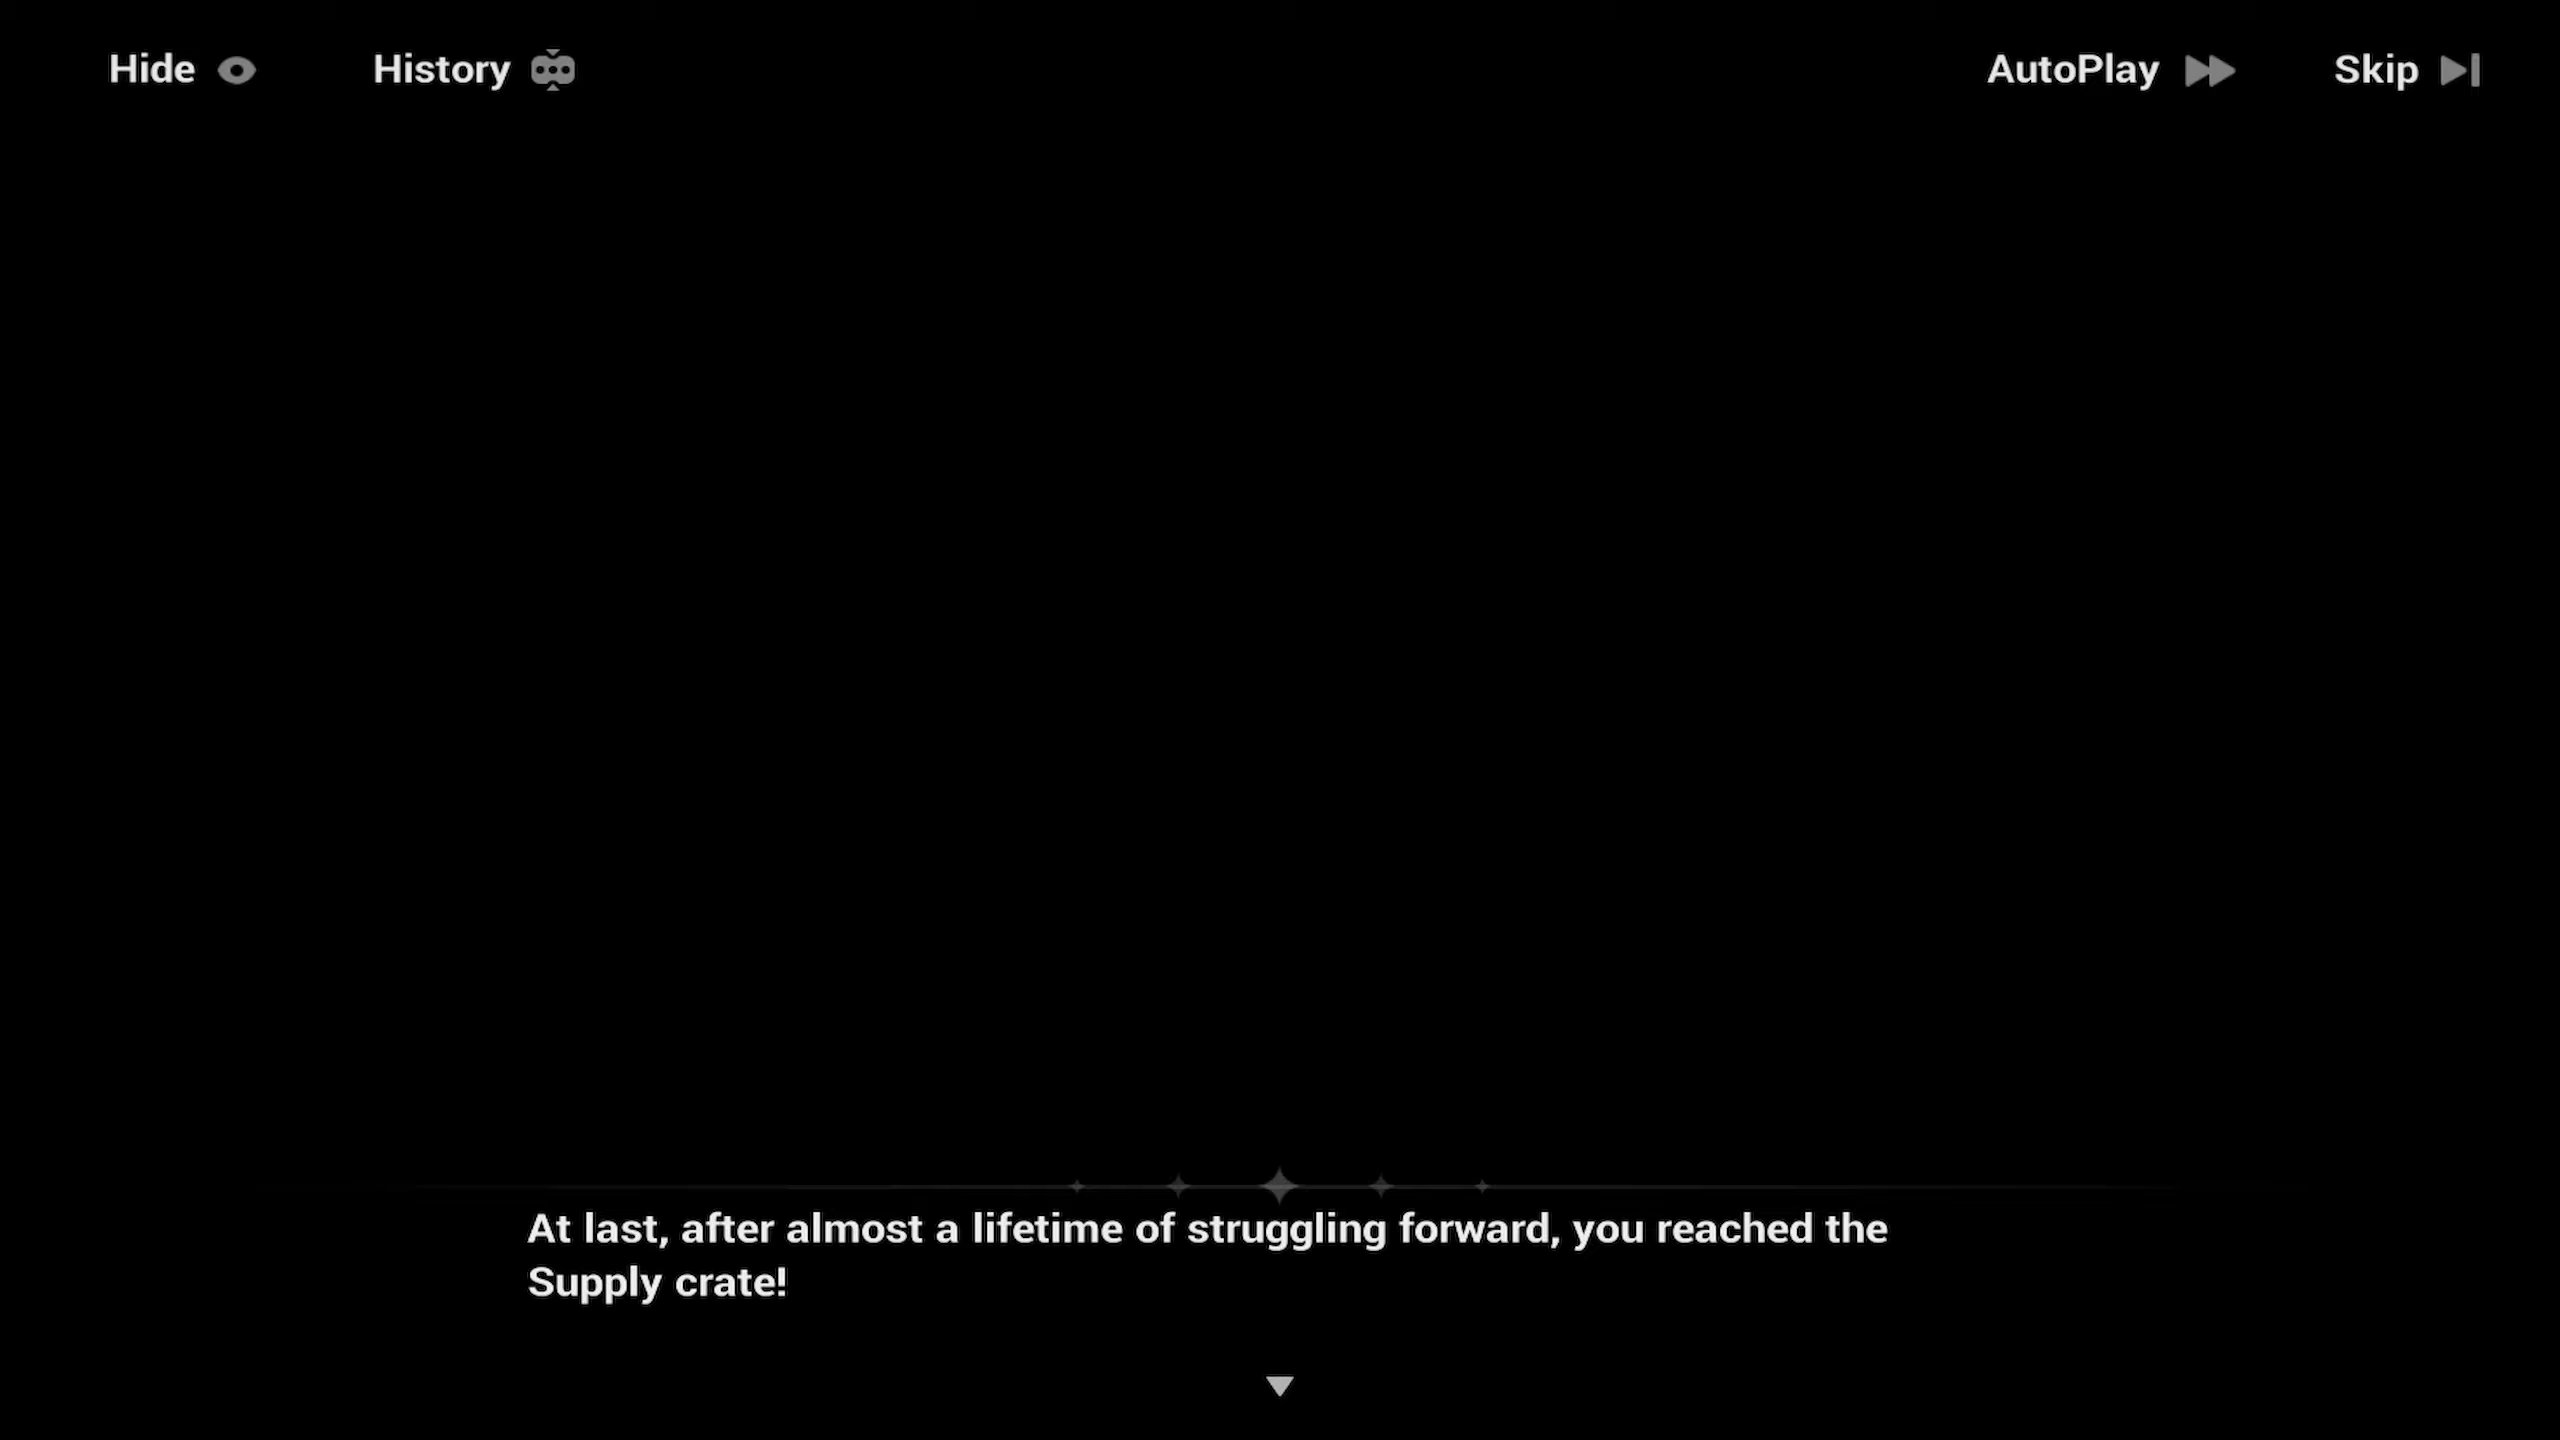 Hide
History
AutoPlay
Skip
At last, after almost a lifetime of struggling forward, you reached the
Supply crate!